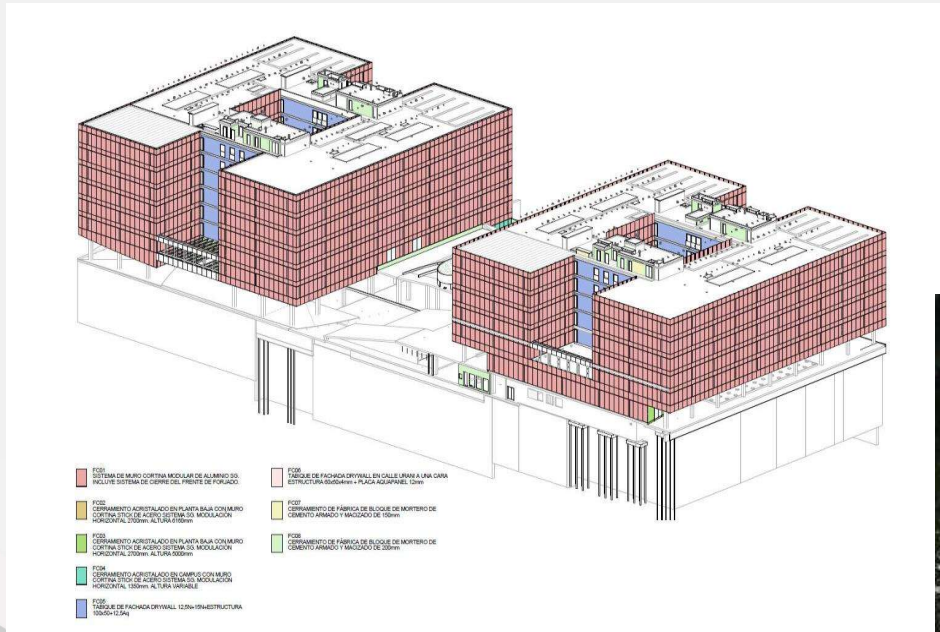 FC01
SISTEMA DE MURO CORTINA MODULAR DE ALUMINIO SG.
INCLUYE SISTEMA DE CIERRE DEL FRENTE DE FORJADO.
FC02
CERRAMIENTO ACRISTALADO EN PLANTA BAJA CON MURO
CORTINA STICK DE ACERO SISTEMA SG. MODULACIÓN
HORIZONTAL 2700mm. ALTURA 6168mm
FC03
CERRAMIENTO ACRISTALADO EN PLANTA BAJA CON MURO
CORTINA STICK DE ACERO SISTEMA SG. MODULACIÓN
HORIZONTAL 2700mm. ALTURA 5000mm
FC04
CERRAMIENTO ACRISTALADO EN CAMPUS CON MURO
CORTINA STICK DE ACERO SISTEMA SG. MODULACIÓN
HORIZONTAL 1350mm. ALTURA VARIABLE
FC05
TABIQUE DE FACHADA DRYWALL 12,5N+15N+ESTRUCTURA
100x50+12,5Aq
FC06
TABIQUE DE FACHADA DRYWALL EN CALLE URANI A UNA CARA
ESTRUCTURA 60x60x4mm + PLACA AQUAPANEL 12mm
FC07
CERRAMIENTO DE FÁBRICA DE BLOQUE DE MORTERO DE
CEMENTO ARMADO Y MACIZADO DE 150mm
FC08
CERRAMIENTO DE FÁBRICA DE BLOQUE DE MORTERO DE
CEMENTO ARMADO Y MACIZADO DE 200mm